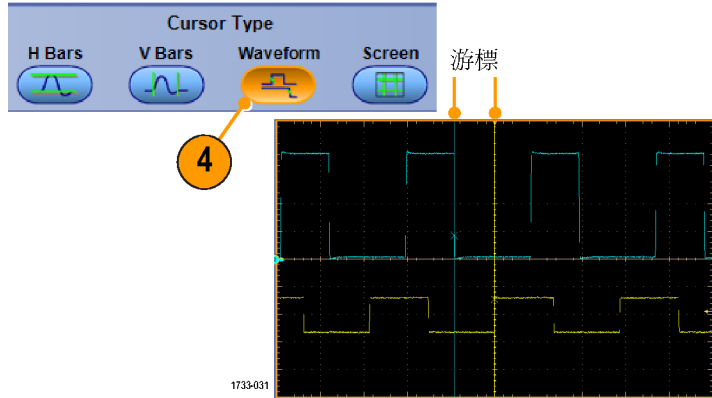 Cursor Type
H Bars
V Bars
Waveform
Screen
游標
4
1733-031